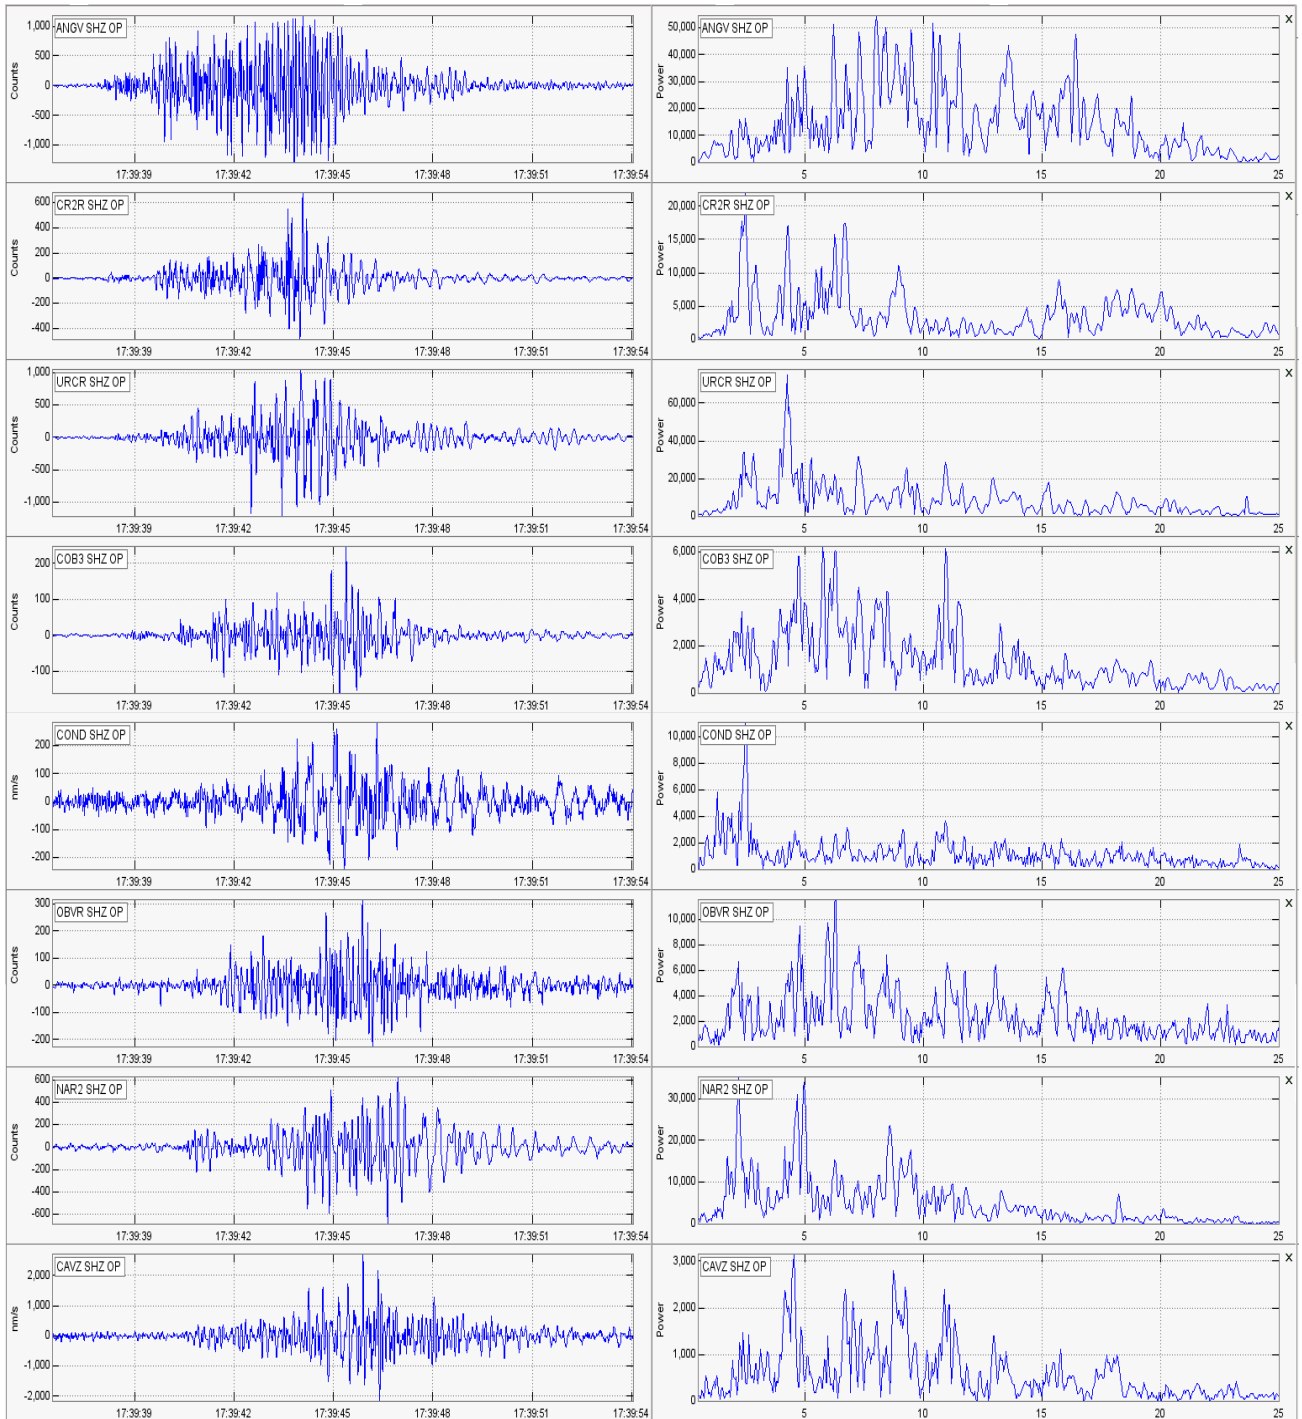 ANGV SHZ OP
Counts
1,000
500
0
-500
-1,000
17:39:39 17:39:42 17:39:45 17:39:48 17:39:51 17:39:54
ANGV SHZ OP
x
Power
50,000
40,000
30,000
20,000
10,000
0
5 10 15 20 25
CR2R SHZ OP
Counts
600
400
200
0
-200
-400
17:39:39 17:39:42 17:39:45 17:39:48 17:39:51 17:39:54
CR2R SHZ OP
x
Power
20,000
15,000
10,000
5,000
0
5 10 15 20 25
URCR SHZ OP
Counts
1,000
500
0
-500
-1,000
17:39:39 17:39:42 17:39:45 17:39:48 17:39:51 17:39:54
URCR SHZ OP
x
Power
60,000
40,000
20,000
0
5 10 15 20 25
COB3 SHZ OP
Counts
200
100
0
-100
17:39:39 17:39:42 17:39:45 17:39:48 17:39:51 17:39:54
COB3 SHZ OP
x
Power
6,000
4,000
2,000
0
5 10 15 20 25
COND SHZ OP
nm/s
200
100
0
-100
-200
17:39:39 17:39:42 17:39:45 17:39:48 17:39:51 17:39:54
COND SHZ OP
x
Power
10,000
8,000
6,000
4,000
2,000
0
5 10 15 20 25
OBVR SHZ OP
Counts
300
200
100
0
-100
-200
17:39:39 17:39:42 17:39:45 17:39:48 17:39:51 17:39:54
OBVR SHZ OP
x
Power
10,000
8,000
6,000
4,000
2,000
0
5 10 15 20 25
NAR2 SHZ OP
Counts
600
400
200
0
-200
-400
-600
17:39:39 17:39:42 17:39:45 17:39:48 17:39:51 17:39:54
NAR2 SHZ OP
x
Power
30,000
20,000
10,000
0
5 10 15 20 25
CAVZ SHZ OP
nm/s
2,000
1,000
0
-1,000
-2,000
17:39:39 17:39:42 17:39:45 17:39:48 17:39:51 17:39:54
CAVZ SHZ OP
x
Power
3,000
2,000
1,000
0
5 10 15 20 25